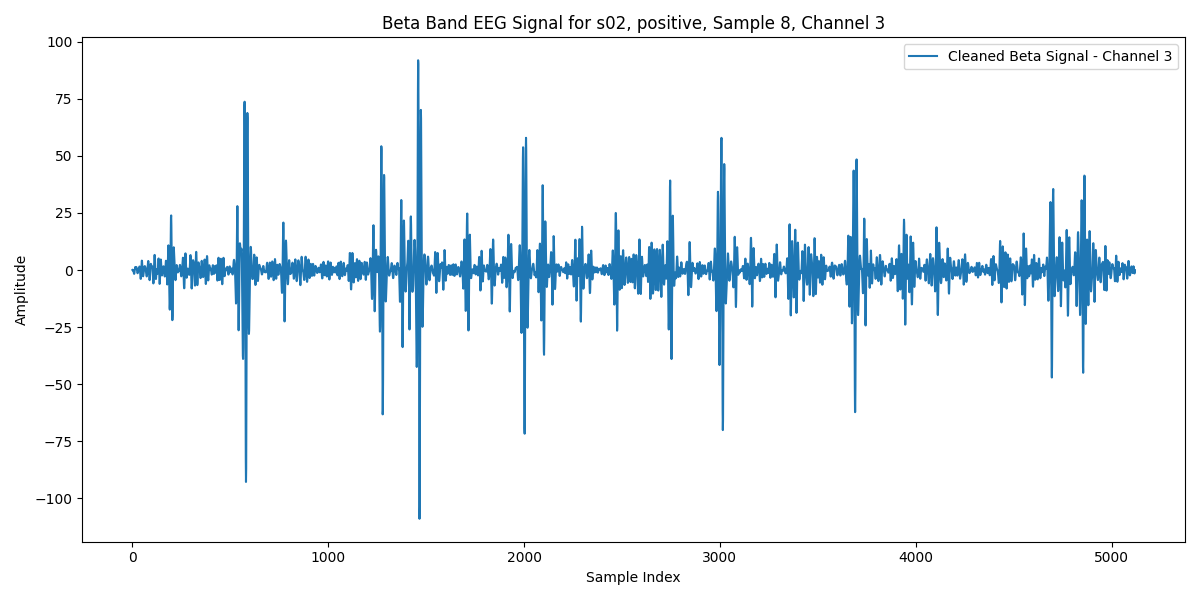 Beta Band EEG Signal for s02, positive, Sample 8, Channel 3
Cleaned Beta Signal - Channel 3
100
75
50
25
0
−25
−50
−75
−100
Amplitude
0 1000 2000 3000 4000 5000
Sample Index